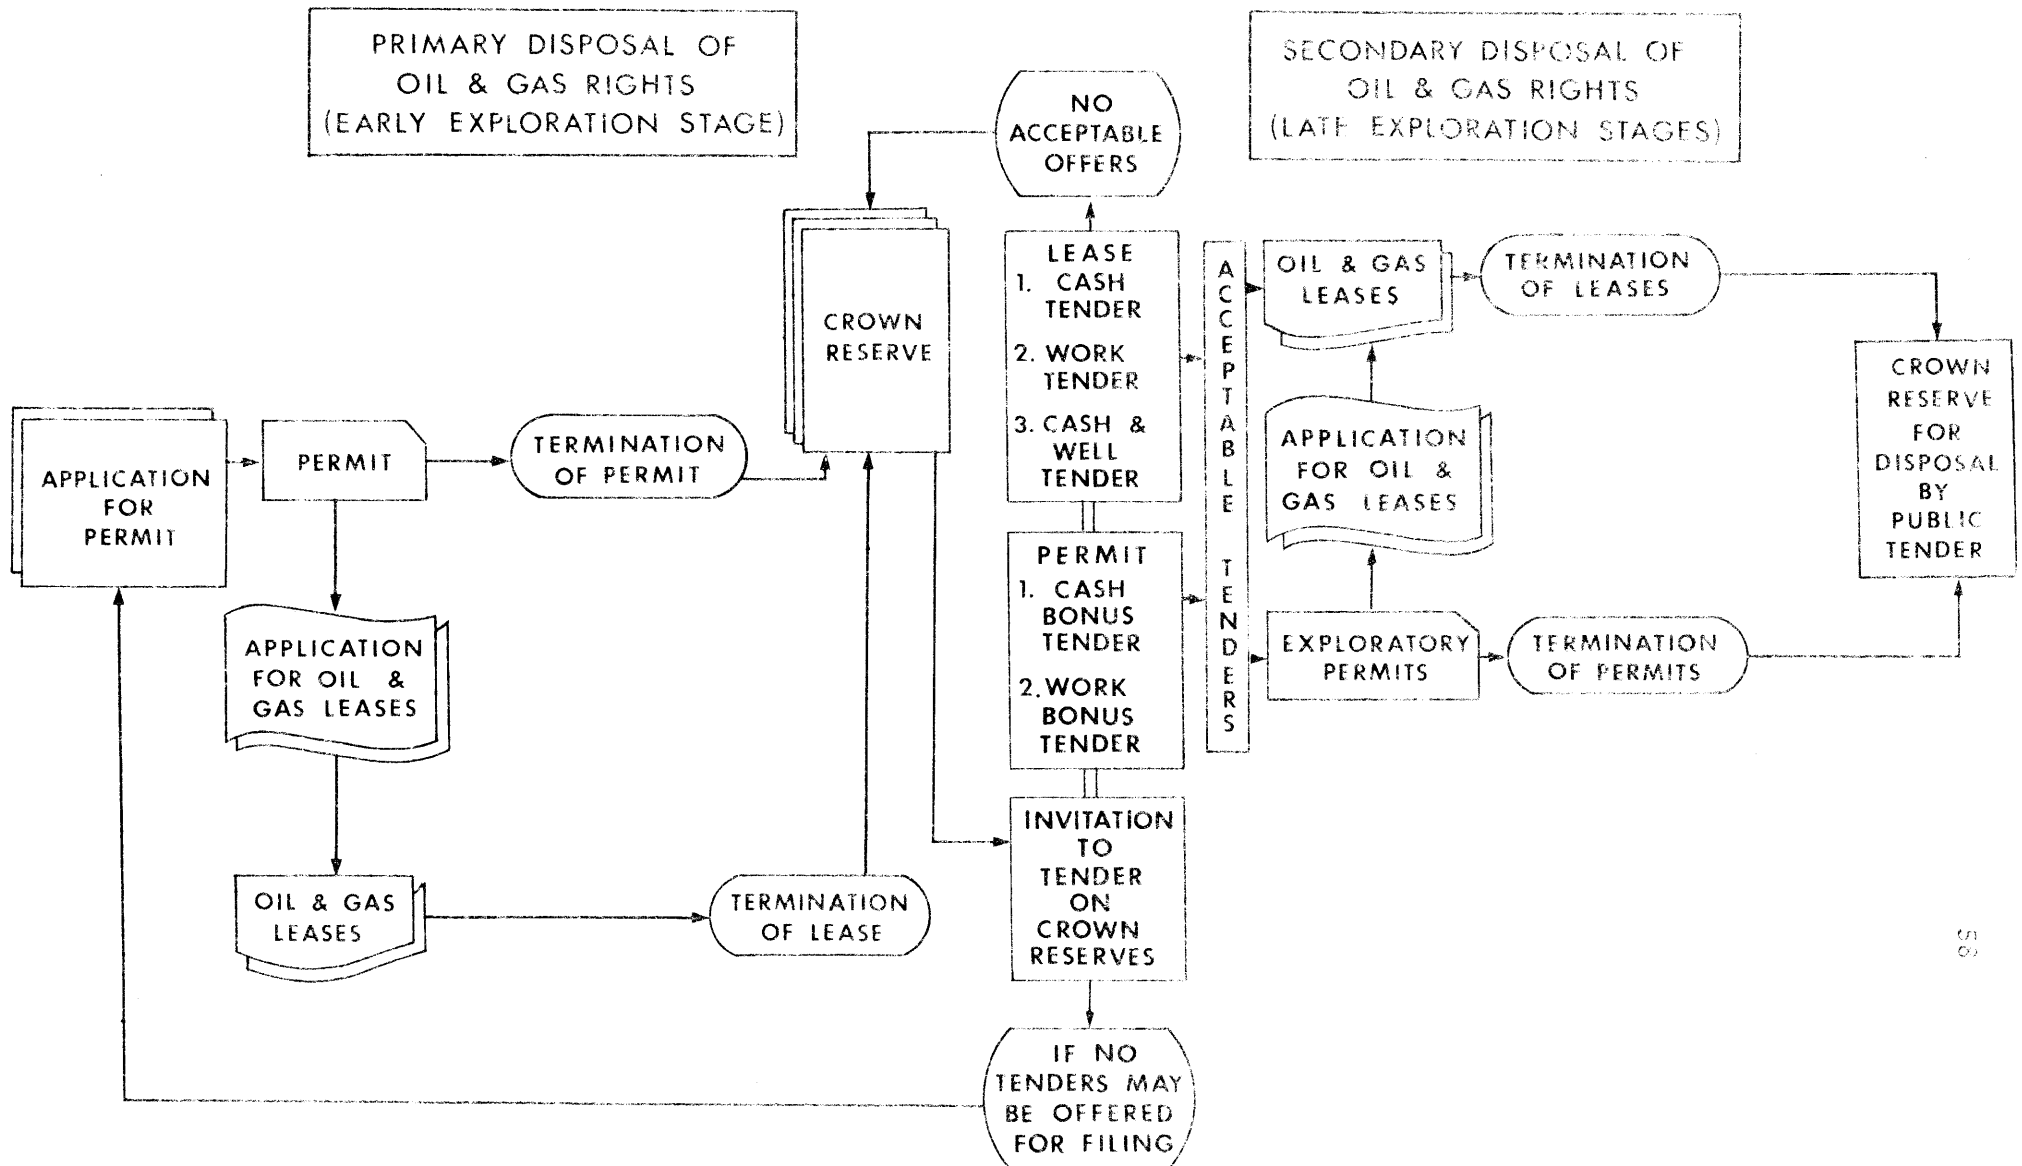 PRIMARY DISPOSAL OF
OIL & GAS RIGHTS
(EARLY EXPLORATION STAGE)
SECONDARY DISPOSAL OF
OIL & GAS RIGHTS
(LATE EXPLORATION STAGES)
NO
ACCEPTABLE
OFFERS
CROWN
RESERVE
APPLICATION
FOR
PERMIT
PERMIT
TERMINATION
OF PERMIT
APPLICATION
FOR OIL &
GAS LEASES
OIL & GAS
LEASES
TERMINATION
OF LEASE
LEASE
1. CASH
TENDER
2. WORK
TENDER
3. CASH &
WELL
TENDER
PERMIT
1. CASH
BONUS
TENDER
2. WORK
BONUS
TENDER
INVITATION
TO
TENDER
ON
CROWN
RESERVES
IF NO
TENDERS MAY
BE OFFERED
FOR FILING
ACCEPTABLE TENDERS
OIL & GAS
LEASES
TERMINATION
OF LEASES
APPLICATION
FOR OIL &
GAS LEASES
EXPLORATORY
PERMITS
TERMINATION
OF PERMITS
CROWN
RESERVE
FOR
DISPOSAL
BY
PUBLIC
TENDER